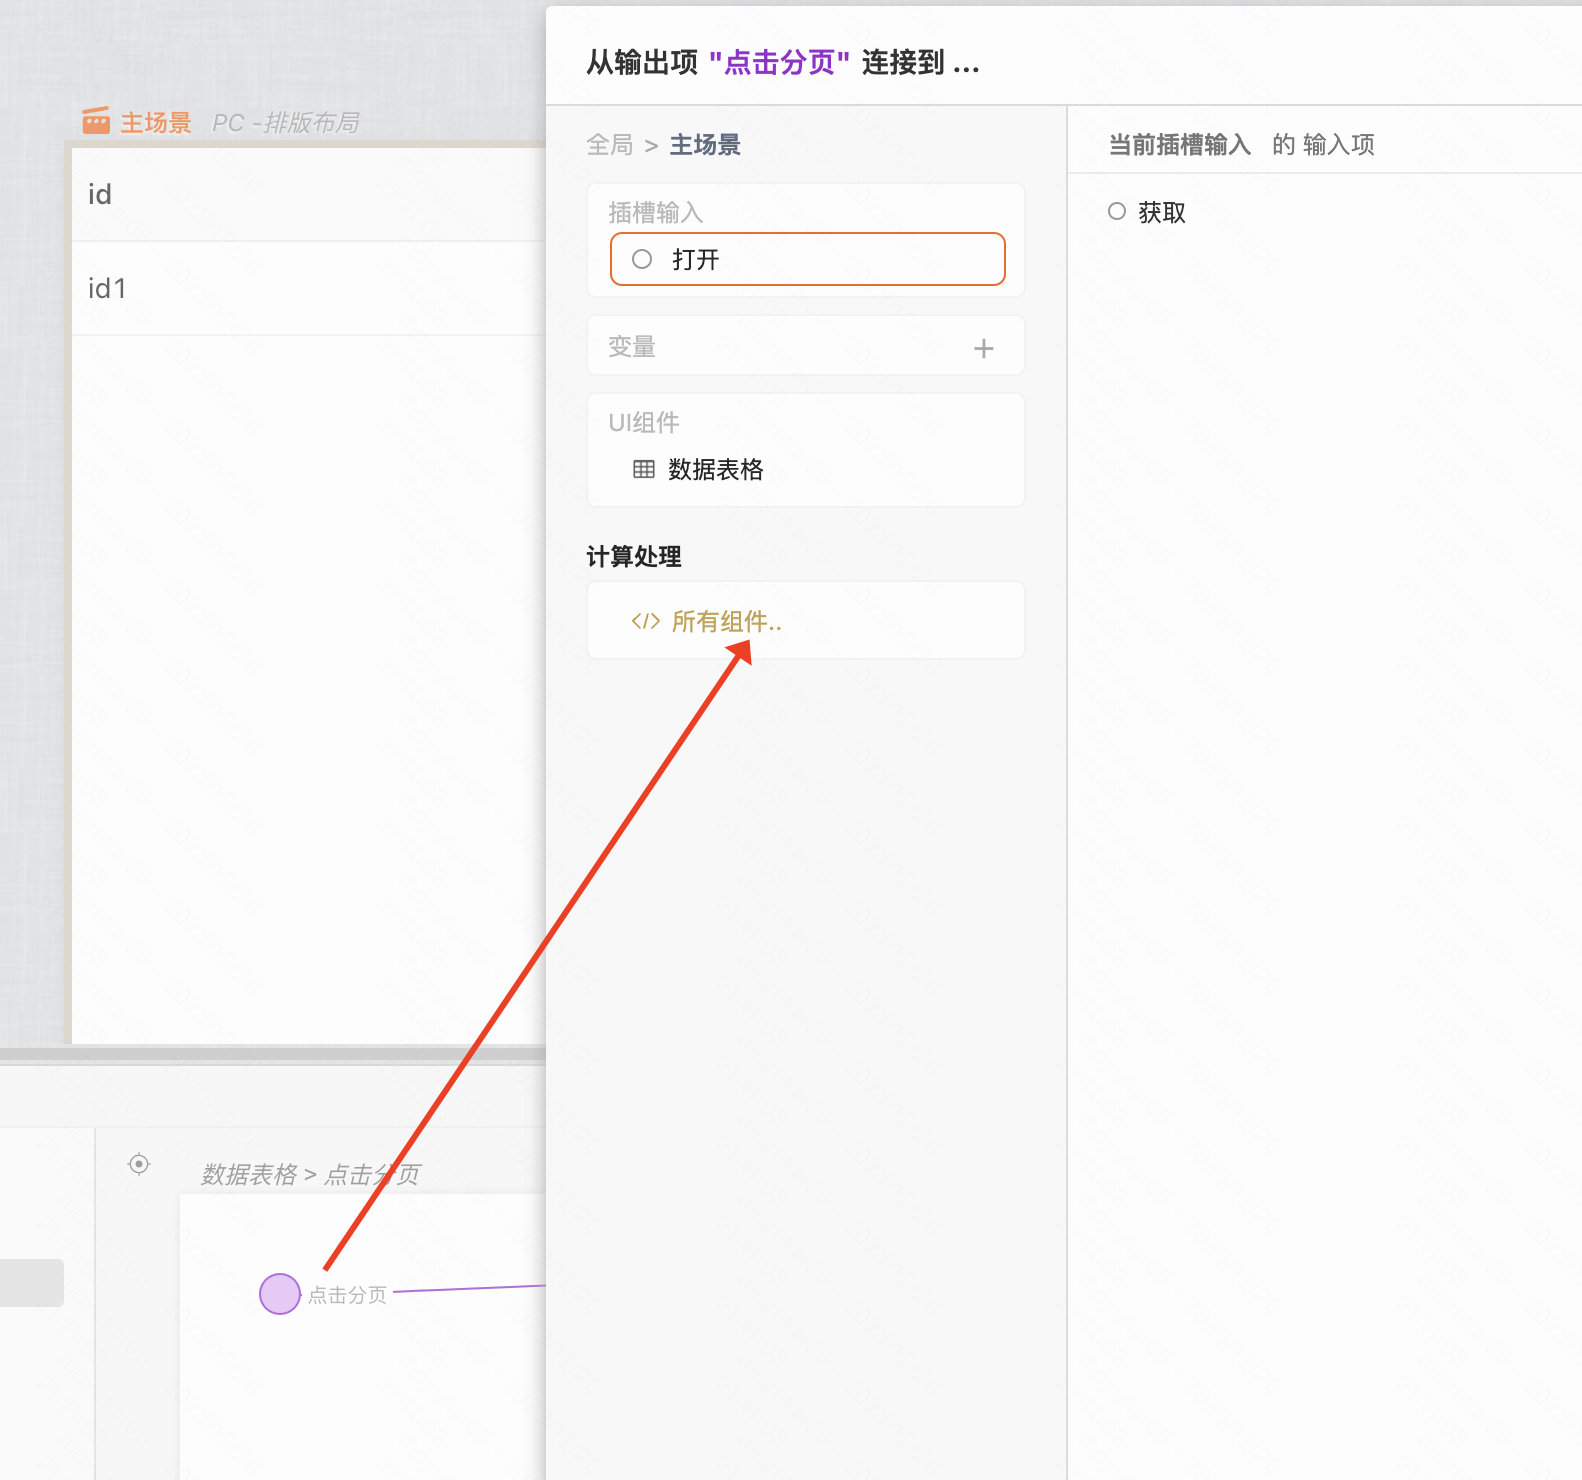 从输出项 "点击分页" 连接到 ...
主场景 PC -排版布局
id
id1
全局 > 主场景
插槽输入
打开
变量
UI组件
数据表格
计算处理
</> 所有组件..
当前插槽输入 的 输入项
获取
数据表格 > 点击分页
点击分页